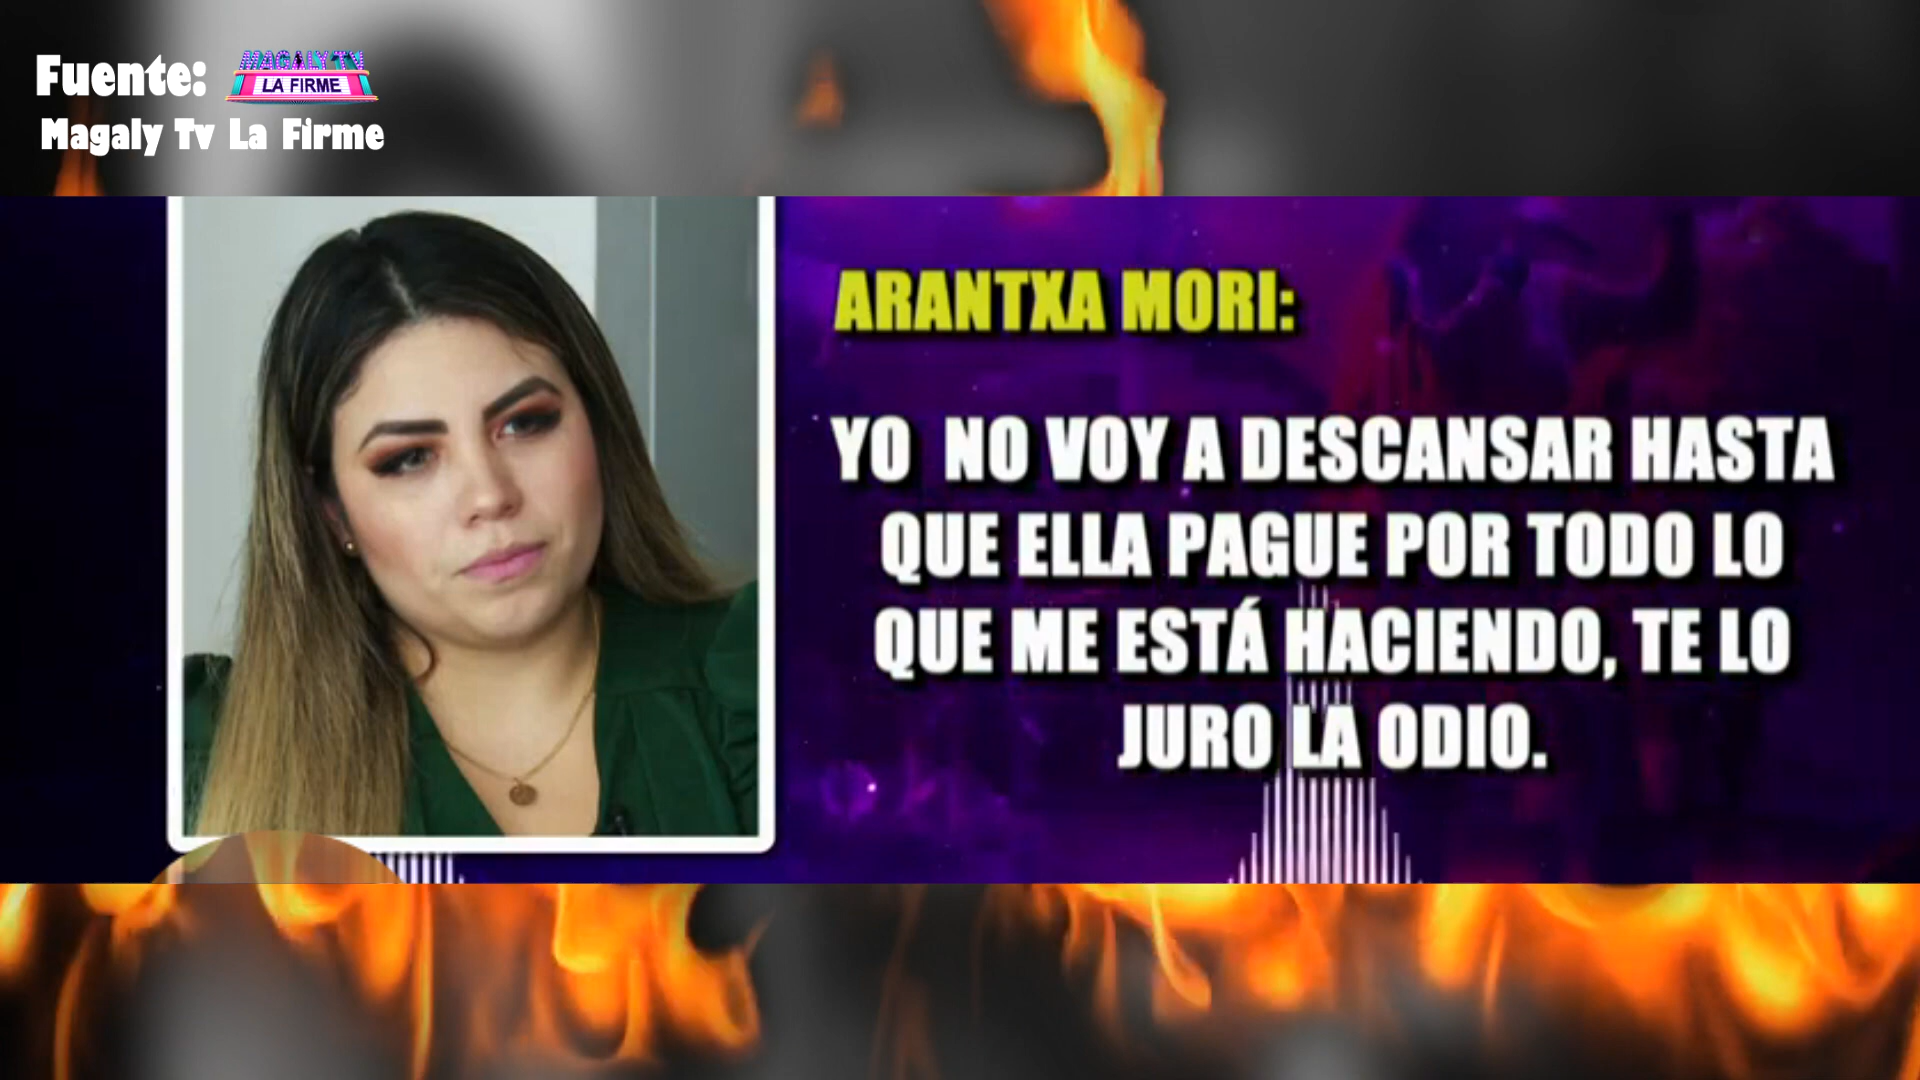 Fuente: MAGALY TV
LA FIRME
Magaly Tv La Firme
ARANTXA MORI:
YO NO VOY A DESCANSAR HASTA
QUE ELLA PAGUE POR TODO LO
QUE ME ESTÁ HACIENDO, TE LO
JURO LA ODIO.